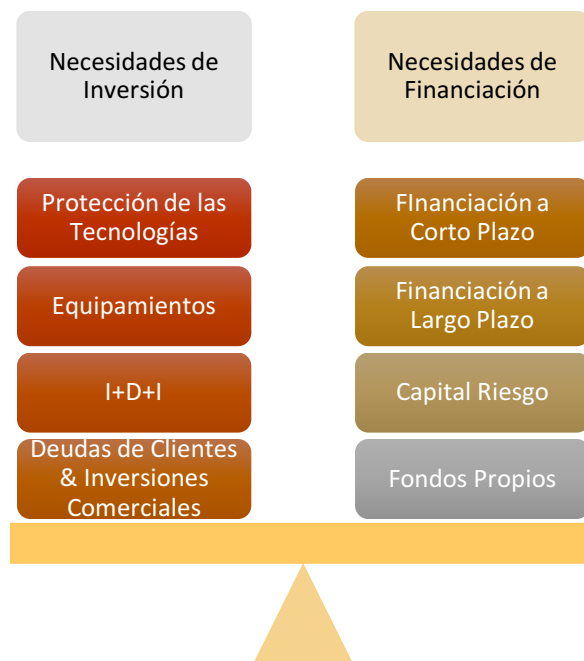 Necesidades de
Inversión
Necesidades de
Financiación
Protección de las
Tecnologías
FInanciación a
Corto Plazo
Equipamientos
Financiación a
Largo Plazo
I+D+I
Capital Riesgo
Deudas de Clientes
& Inversiones
Comerciales
Fondos Propios